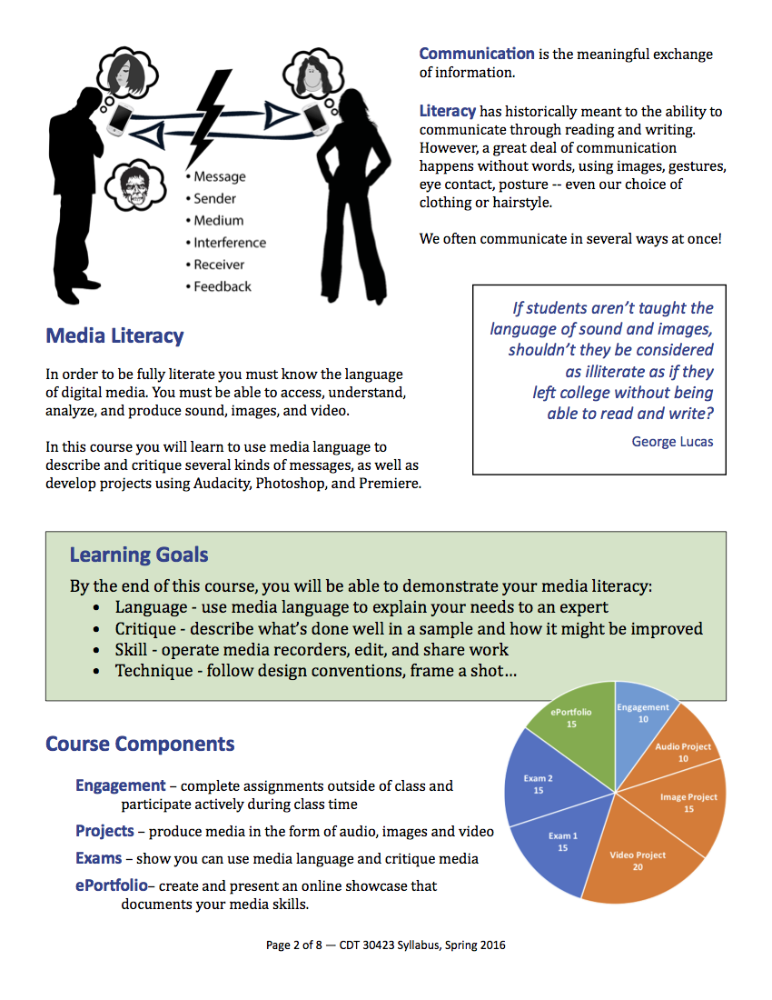 Communication is the meaningful exchange
of information.
Literacy has historically meant to the ability to
communicate through reading and writing.
However, a great deal of communication
happens without words, using images, gestures,
eye contact, posture -- even our choice of
clothing or hairstyle.
We often communicate in several ways at once!
• Message
• Sender
• Medium
• Interference
• Receiver
• Feedback
If students aren't taught the
language of sound and images,
shouldn't they be considered
as illiterate as if they
left college without being
able to read and write?
George Lucas
Media Literacy
In order to be fully literate you must know the language
of digital media. You must be able to access, understand,
analyze, and produce sound, images, and video.
In this course you will learn to use media language to
describe and critique several kinds of messages, as well as
develop projects using Audacity, Photoshop, and Premiere.
Learning Goals
By the end of this course, you will be able to demonstrate your media literacy:
• Language - use media language to explain your needs to an expert
• Critique - describe what's done well in a sample and how it might be improved
• Skill - operate media recorders, edit, and share work
• Technique - follow design conventions, frame a shot…
Course Components
Engagement – complete assignments outside of class and
participate actively during class time
Projects – produce media in the form of audio, images and video
Exams – show you can use media language and critique media
ePortfolio– create and present an online showcase that
documents your media skills.
Engagement
10
Audio Project
10
Image Project
15
Video Project
20
Exam 1
15
Exam 2
15
ePortfolio
15
Page 2 of 8 — CDT 30423 Syllabus, Spring 2016